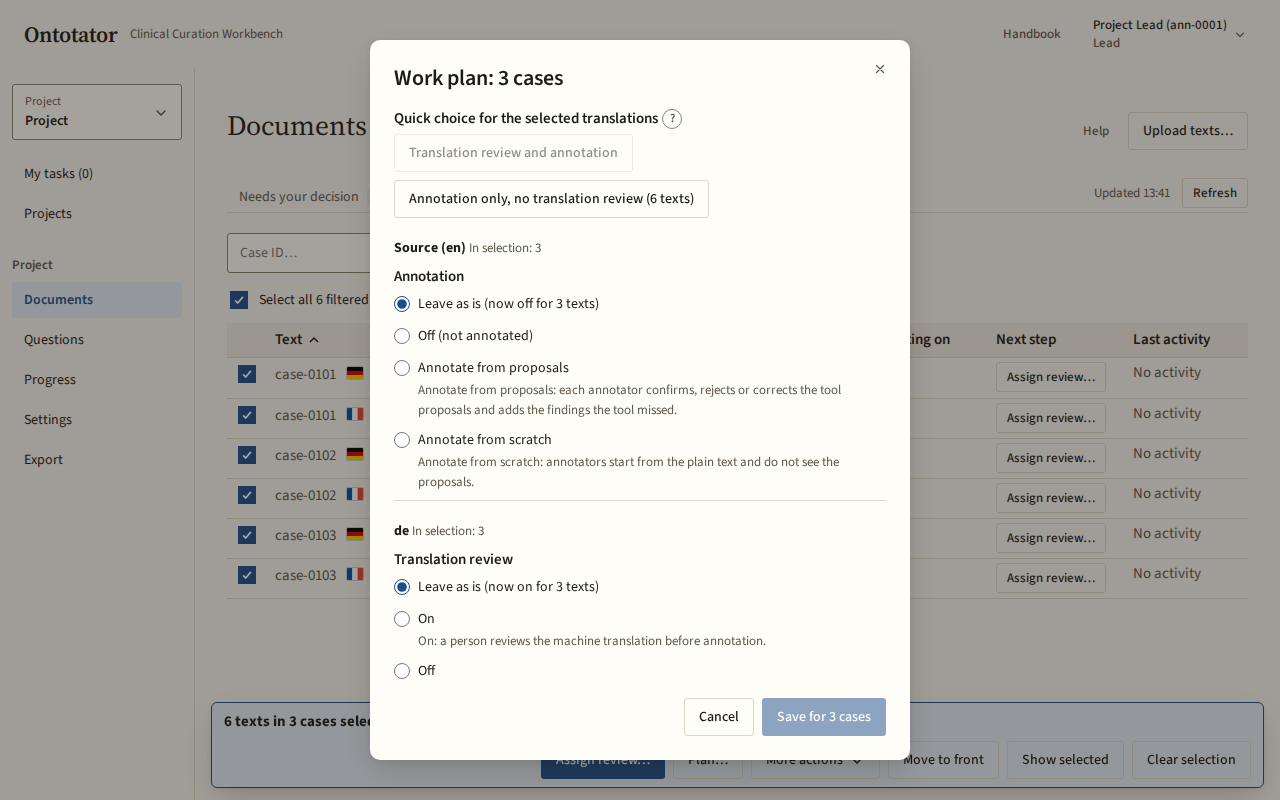 Ontotator Clinical Curation Workbench
Handbook
Project Lead (ann-0001)
Lead
Project
Project
My tasks (0)
Projects
Project
Documents
Questions
Progress
Settings
Export
Documents
Help
Upload texts…
Needs your decision
Updated 13:41
Refresh
Case ID…
Select all 6 filtered
Text
Next step
Last activity
case-0101
Assign review…
No activity
case-0101
Assign review…
No activity
case-0102
Assign review…
No activity
case-0102
Assign review…
No activity
case-0103
Assign review…
No activity
case-0103
Assign review…
No activity
6 texts in 3 cases
Assign review…
Plan…
More actions
Move to front
Show selected
Clear selection
Work plan: 3 cases
×
Quick choice for the selected translations ?
Translation review and annotation
Annotation only, no translation review (6 texts)
Source (en) In selection: 3
Annotation
Leave as is (now off for 3 texts)
Off (not annotated)
Annotate from proposals
Annotate from proposals: each annotator confirms, rejects or corrects the tool
proposals and adds the findings the tool missed.
Annotate from scratch
Annotate from scratch: annotators start from the plain text and do not see the
proposals.
de In selection: 3
Translation review
Leave as is (now on for 3 texts)
On
On: a person reviews the machine translation before annotation.
Off
Cancel
Save for 3 cases